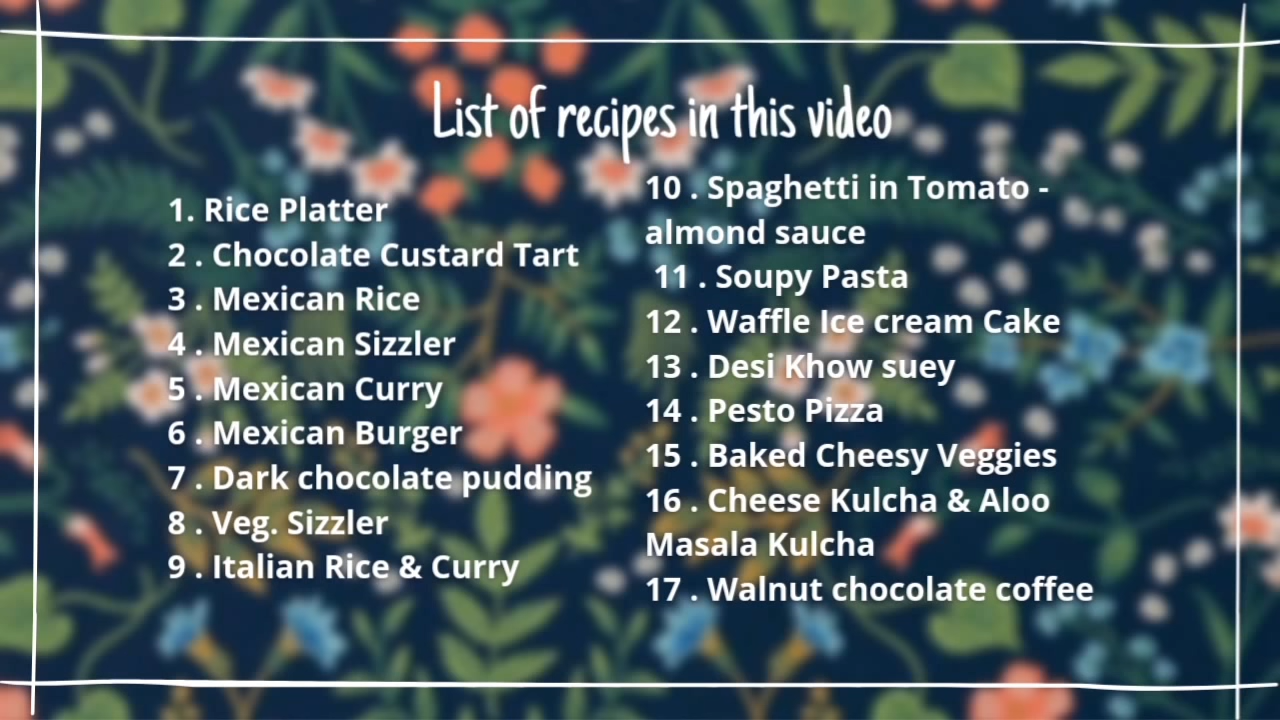 List of recipes in this video
1. Rice Platter
2 . Chocolate Custard Tart
3 . Mexican Rice
4 . Mexican Sizzler
5 . Mexican Curry
6 . Mexican Burger
7 . Dark chocolate pudding
8 . Veg. Sizzler
9 . Italian Rice & Curry
10 . Spaghetti in Tomato -
almond sauce
11 . Soupy Pasta
12 . Waffle Ice cream Cake
13 . Desi Khow suey
14 . Pesto Pizza
15 . Baked Cheesy Veggies
16 . Cheese Kulcha & Aloo
Masala Kulcha
17 . Walnut chocolate coffee